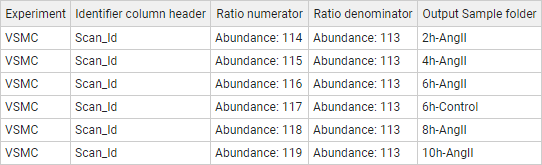 Experiment Identifier column header Ratio numerator Ratio denominator Output Sample folder
VSMC Scan_Id Abundance: 114 Abundance: 113 2h-AngII
VSMC Scan_Id Abundance: 115 Abundance: 113 4h-AngII
VSMC Scan_Id Abundance: 116 Abundance: 113 6h-AngII
VSMC Scan_Id Abundance: 117 Abundance: 113 6h-Control
VSMC Scan_Id Abundance: 118 Abundance: 113 8h-AngII
VSMC Scan_Id Abundance: 119 Abundance: 113 10h-AngII